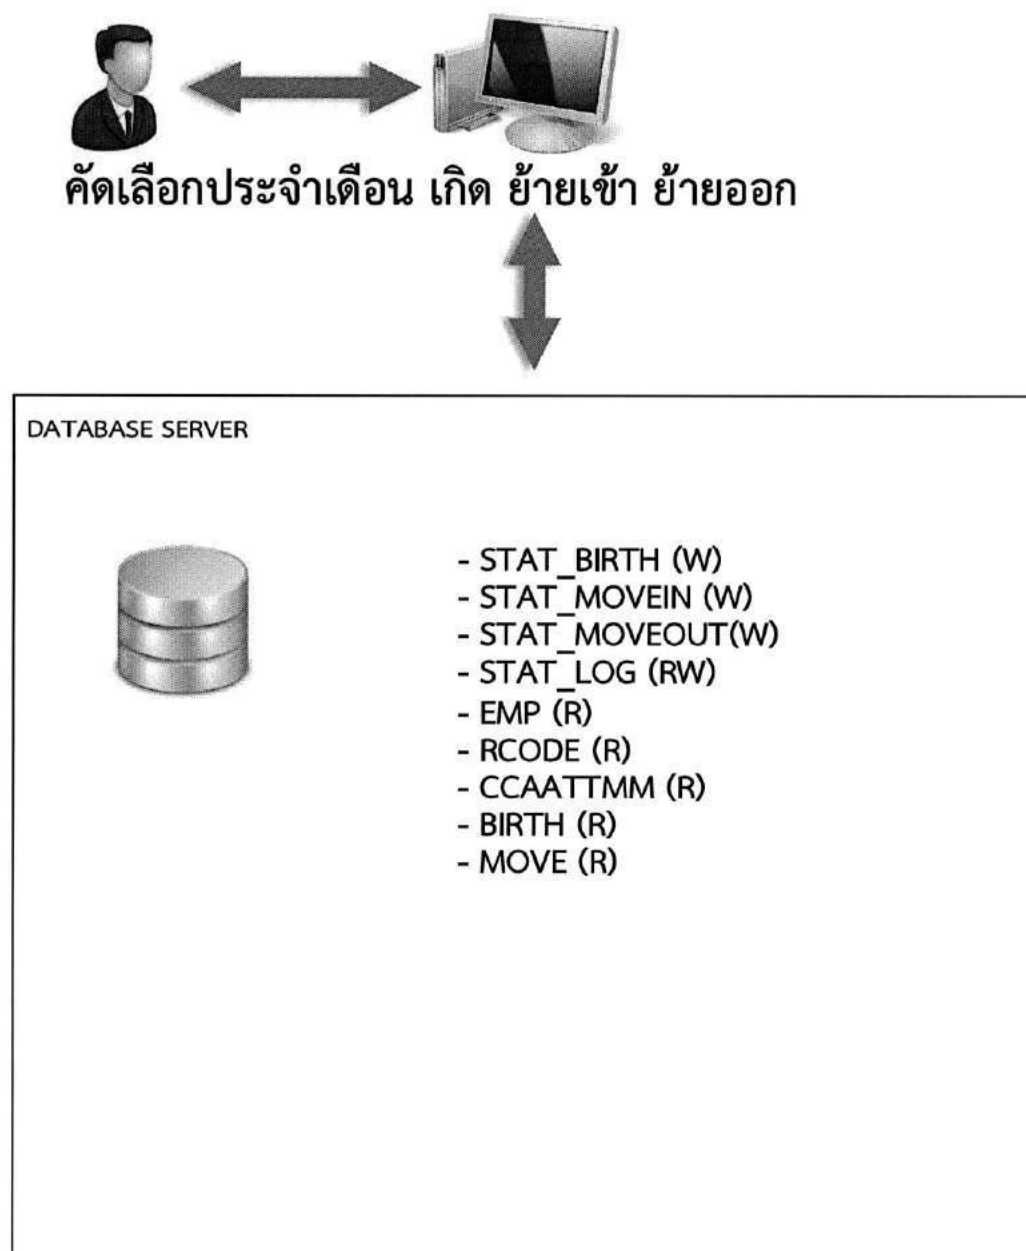 คัดเลือกประจำเดือน เกิด ย้ายเข้า ย้ายออก
DATABASE SERVER
- STAT_BIRTH (W)
- STAT_MOVEIN (W)
- STAT_MOVEOUT(W)
- STAT_LOG (RW)
- EMP (R)
- RCODE (R)
- CCAATTMM (R)
- BIRTH (R)
- MOVE (R)